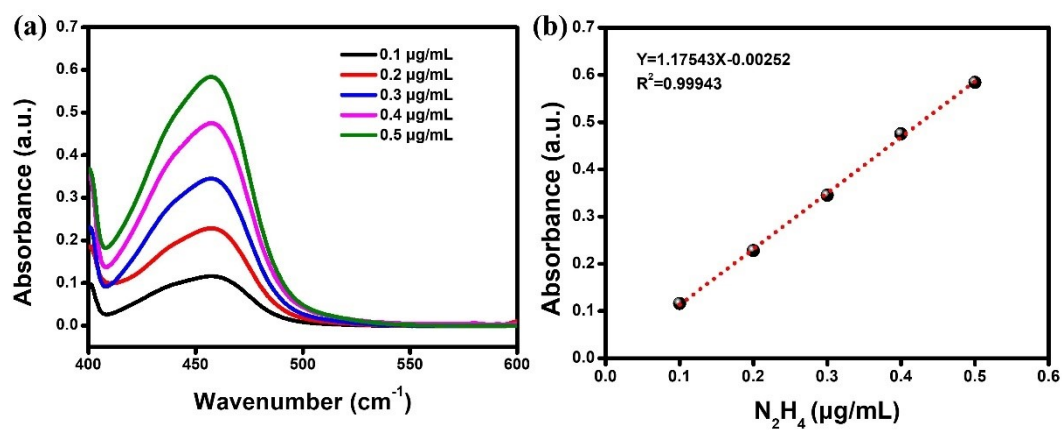 (a)
0.7
0.6
0.5
0.4
0.3
0.2
0.1
0.0
Absorbance (a.u.)
0.1 µg/mL
0.2 µg/mL
0.3 µg/mL
0.4 µg/mL
0.5 µg/mL
400 450 500 550 600
Wavenumber (cm⁻¹)
(b)
0.7
0.6
0.5
0.4
0.3
0.2
0.1
0.0
Absorbance (a.u.)
Y=1.17543X-0.00252
R²=0.99943
0.0 0.1 0.2 0.3 0.4 0.5 0.6
N₂H₄ (µg/mL)